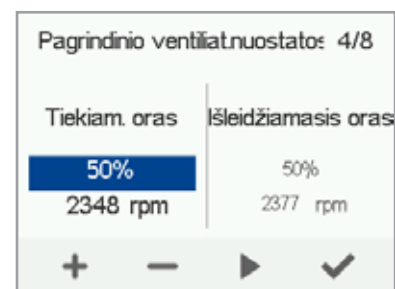 Pagrindinio ventiliat.nuostatos 4/8
Tiekiam. oras
Išleidžiamasis oras
50%
50%
2348 rpm
2377 rpm